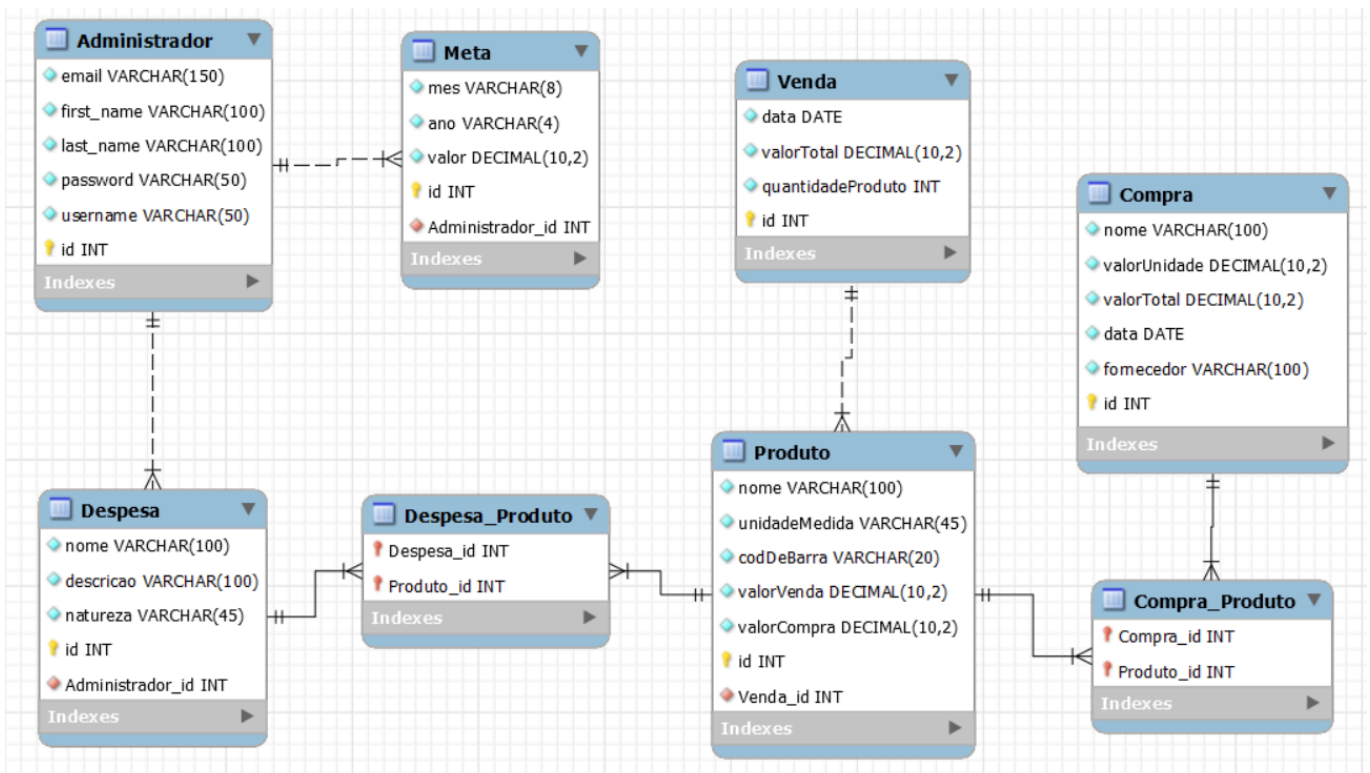 Administrador
email VARCHAR(150)
first_name VARCHAR(100)
last_name VARCHAR(100)
password VARCHAR(50)
username VARCHAR(50)
id INT
Indexes
Meta
mes VARCHAR(8)
ano VARCHAR(4)
valor DECIMAL(10,2)
id INT
Administrador_id INT
Indexes
Venda
data DATE
valorTotal DECIMAL(10,2)
quantidadeProduto INT
id INT
Indexes
Compra
nome VARCHAR(100)
valorUnidade DECIMAL(10,2)
valorTotal DECIMAL(10,2)
data DATE
fornecedor VARCHAR(100)
id INT
Indexes
Despesa
nome VARCHAR(100)
descricao VARCHAR(100)
natureza VARCHAR(45)
id INT
Administrador_id INT
Indexes
Despesa_Produto
Despesa_id INT
Produto_id INT
Indexes
Produto
nome VARCHAR(100)
unidadeMedida VARCHAR(45)
codDeBarra VARCHAR(20)
valorVenda DECIMAL(10,2)
valorCompra DECIMAL(10,2)
id INT
Venda_id INT
Indexes
Compra_Produto
Compra_id INT
Produto_id INT
Indexes